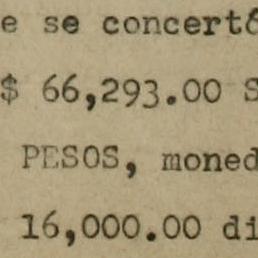 e se concertó
$ 66,293.00 S
PESOS, moned
16,000.00 di